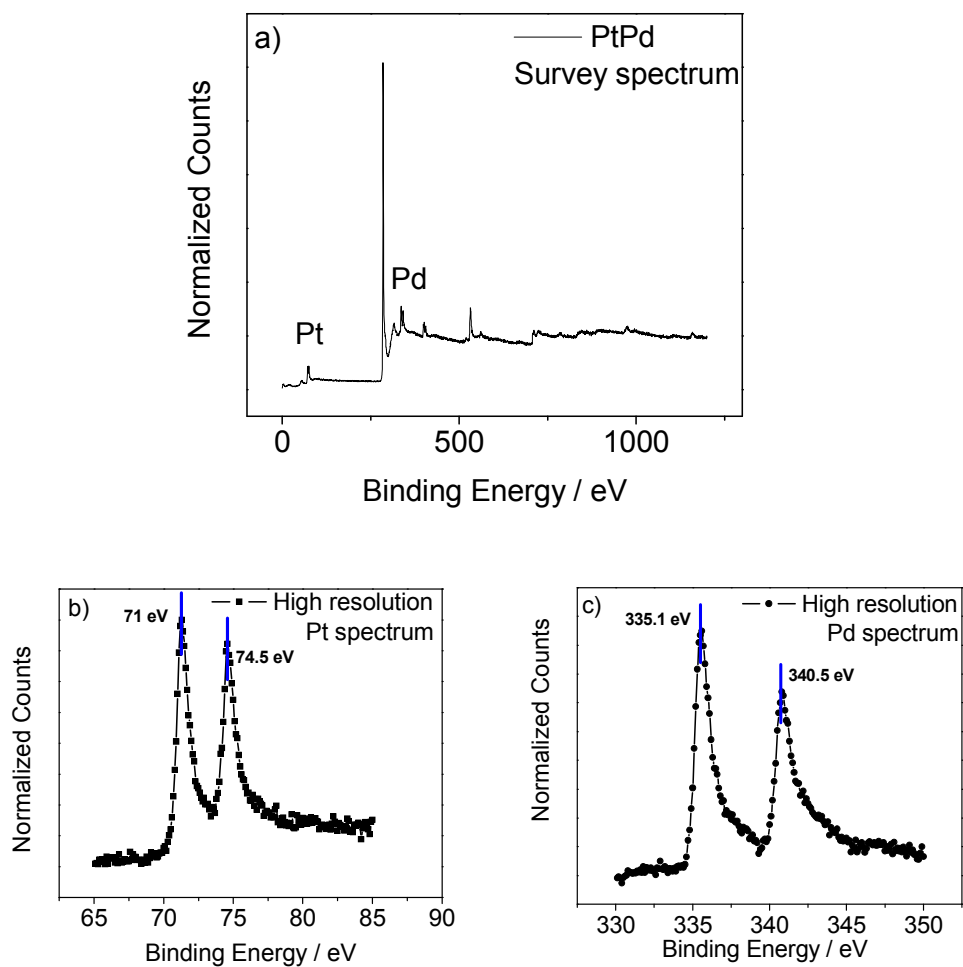 a)
PtPd
Survey spectrum
Normalized Counts
Pd
Pt
0 500 1000
Binding Energy / eV
b)
High resolution
Pt spectrum
71 eV
74.5 eV
Normalized Counts
65 70 75 80 85 90
Binding Energy / eV
c)
High resolution
Pd spectrum
335.1 eV
340.5 eV
Normalized Counts
330 335 340 345 350
Binding Energy / eV